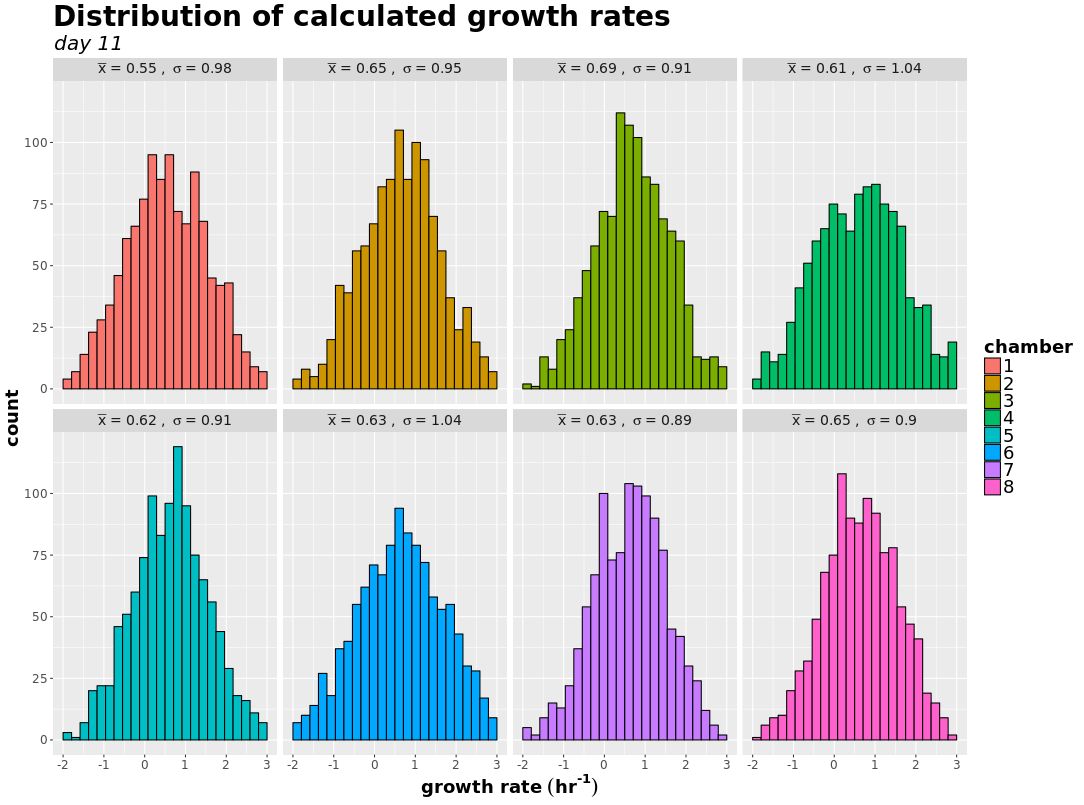 Distribution of calculated growth rates
day 11
x̅ = 0.55 , σ = 0.98
x̅ = 0.65 , σ = 0.95
x̅ = 0.69 , σ = 0.91
x̅ = 0.61 , σ = 1.04
100
75
50
25
0
x̅ = 0.62 , σ = 0.91
x̅ = 0.63 , σ = 1.04
x̅ = 0.63 , σ = 0.89
x̅ = 0.65 , σ = 0.9
100
75
50
25
0
-2 -1 0 1 2 3
-2 -1 0 1 2 3
-2 -1 0 1 2 3
-2 -1 0 1 2 3
growth rate (hr⁻¹)
count
chamber
1
2
3
4
5
6
7
8